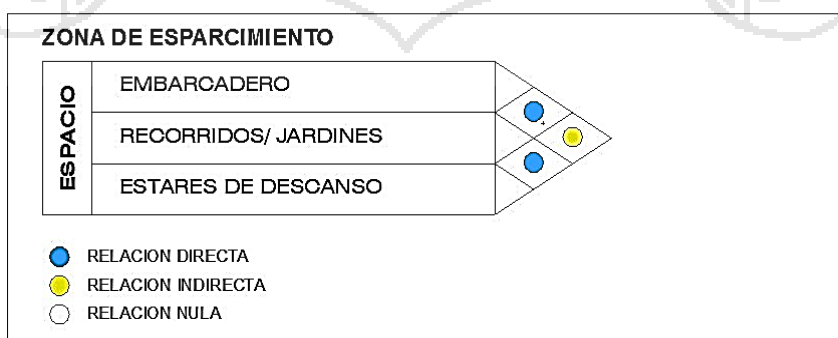 ZONA DE ESPARCIMIENTO
ESPACIO
EMBARCADERO
RECORRIDOS/ JARDINES
ESTARES DE DESCANSO
RELACION DIRECTA
RELACION INDIRECTA
RELACION NULA